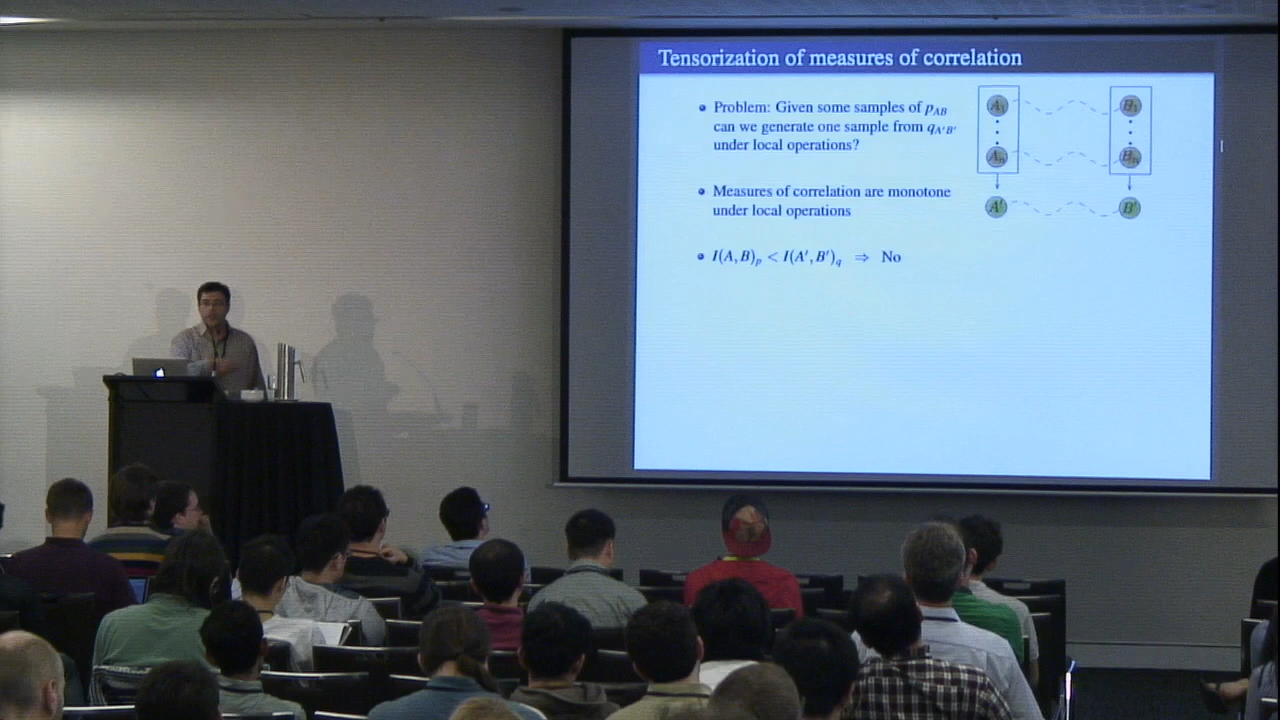 Tensorization of measures of correlation
• Problem: Given some samples of p_AB
can we generate one sample from q_A'B'
under local operations?
• Measures of correlation are monotone
under local operations
• I(A, B)_p < I(A', B')_q ⇒ No
A_1 B_1
A_n B_n
A' B'